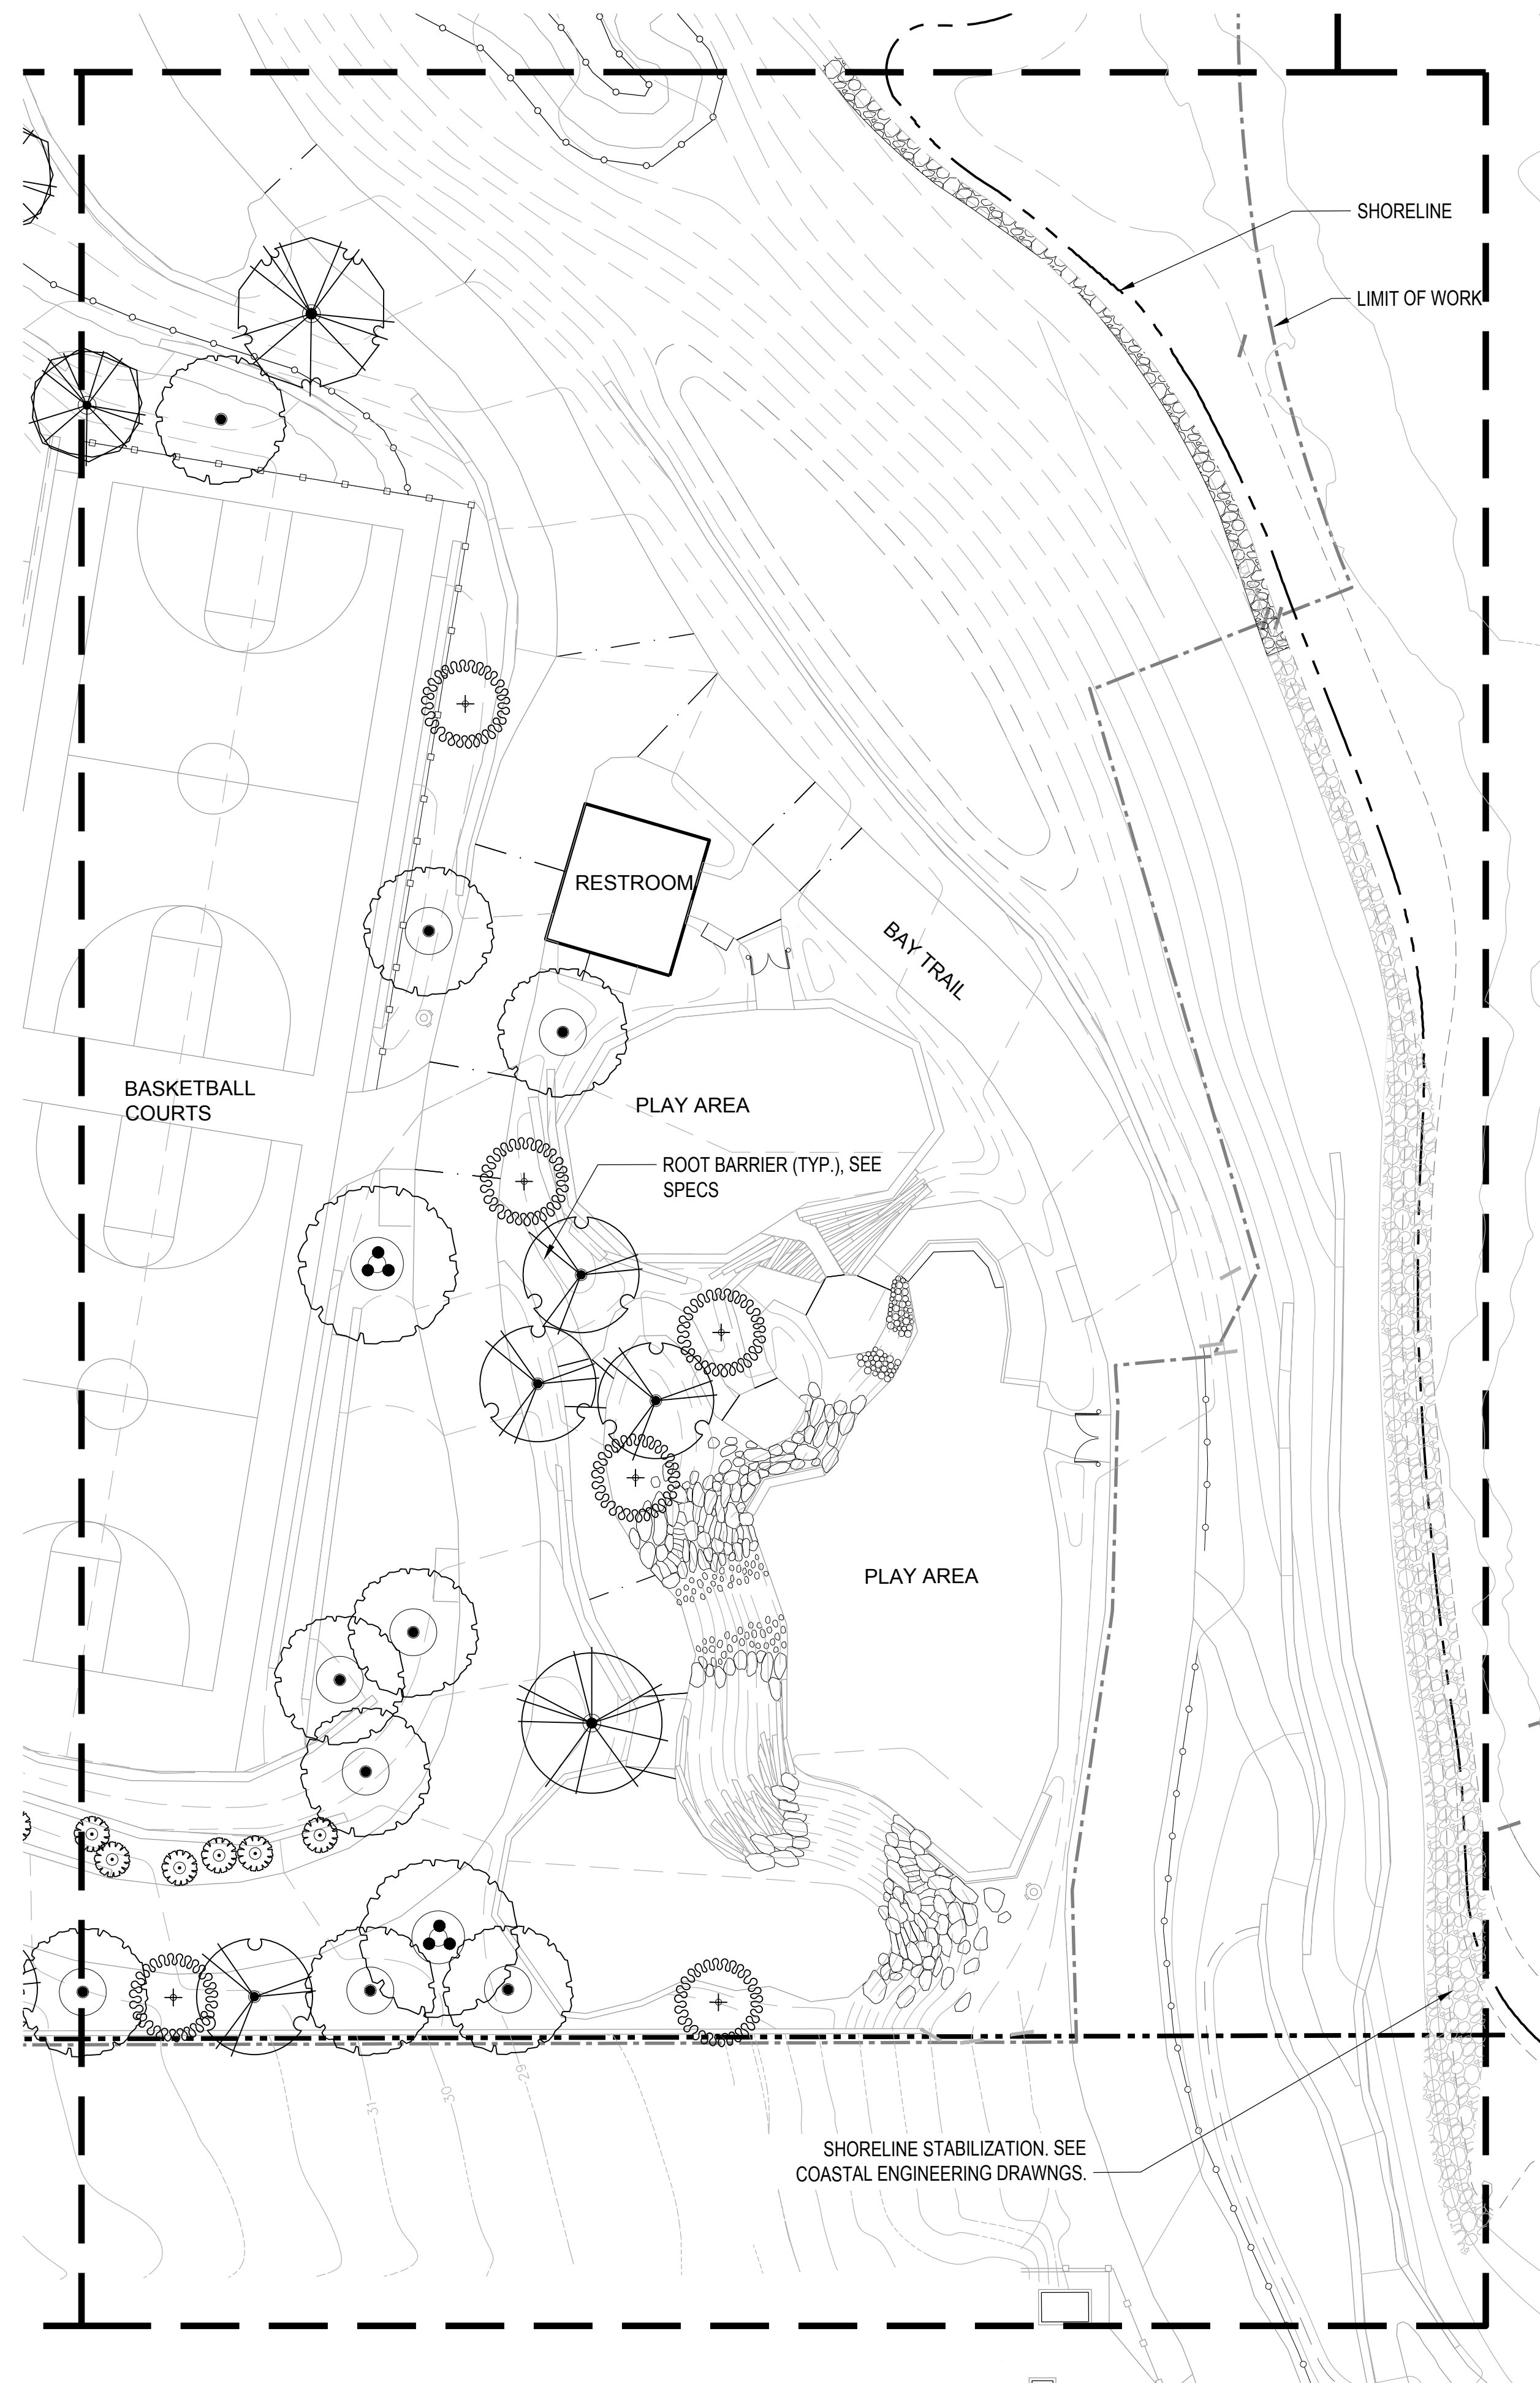 SHORELINE
LIMIT OF WORK
RESTROOM
BAY TRAIL
BASKETBALL
COURTS
PLAY AREA
ROOT BARRIER (TYP.), SEE
SPECS
PLAY AREA
31
30
29
SHORELINE STABILIZATION. SEE
COASTAL ENGINEERING DRAWNGS.